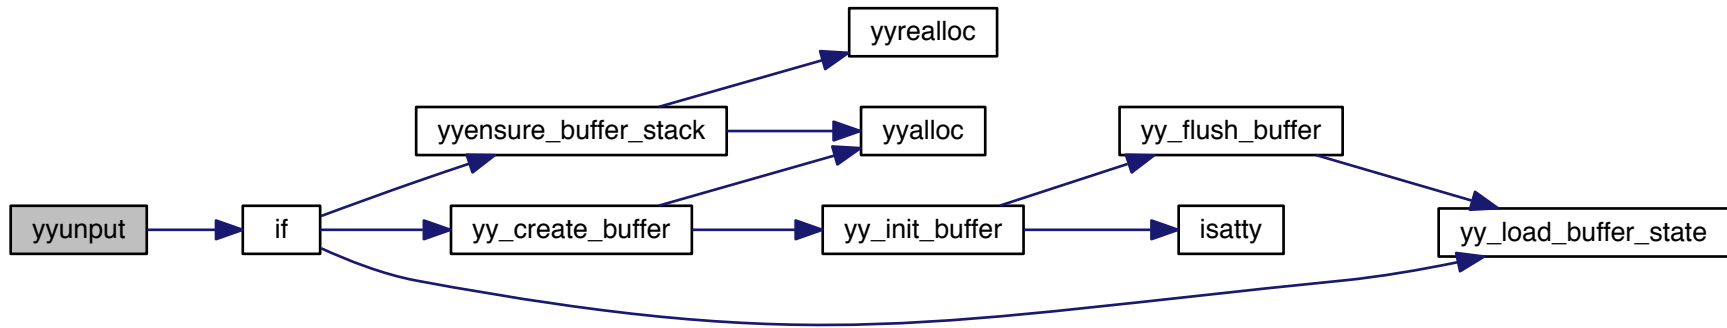 yyrealloc
yyensure_buffer_stack
yyalloc
yy_flush_buffer
yyunput
if
yy_create_buffer
yy_init_buffer
isatty
yy_load_buffer_state